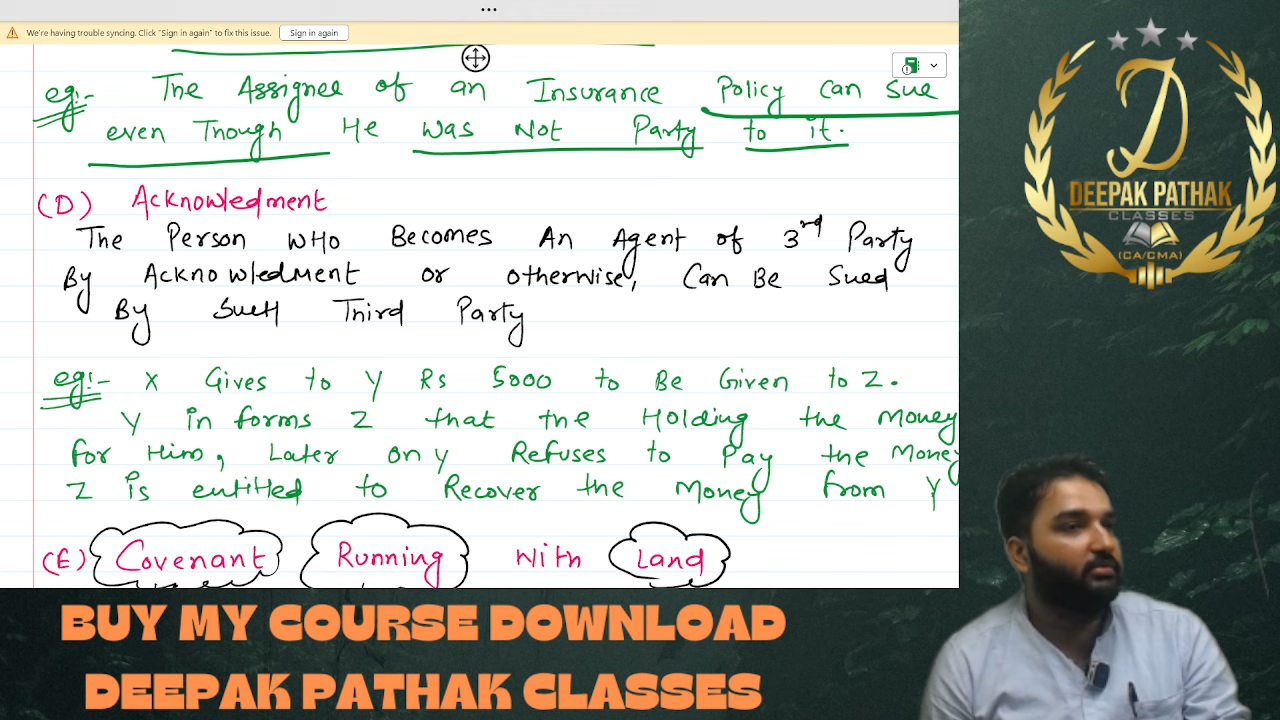 We're having trouble syncing. Click "Sign in again" to fix this issue. Sign in again
eg:- The Assignee of an Insurance Policy can sue
even Though He was Not Party to it.
(D) Acknowledment
The Person WHO Becomes An Agent of 3rd Party
By Acknowledment or otherwise, Can Be Sued
By SucH Third Party
eg:- X Gives to Y Rs 5000 to Be Given to Z.
Y in forms Z that the Holding the Money
for Him, Later on Y Refuses to Pay the Money
Z is entitled to Recover the Money from Y
(E) Covenant Running With Land
D
DEEPAK PATHAK
CLASSES
(CA/CMA)
BUY MY COURSE DOWNLOAD
DEEPAK PATHAK CLASSES